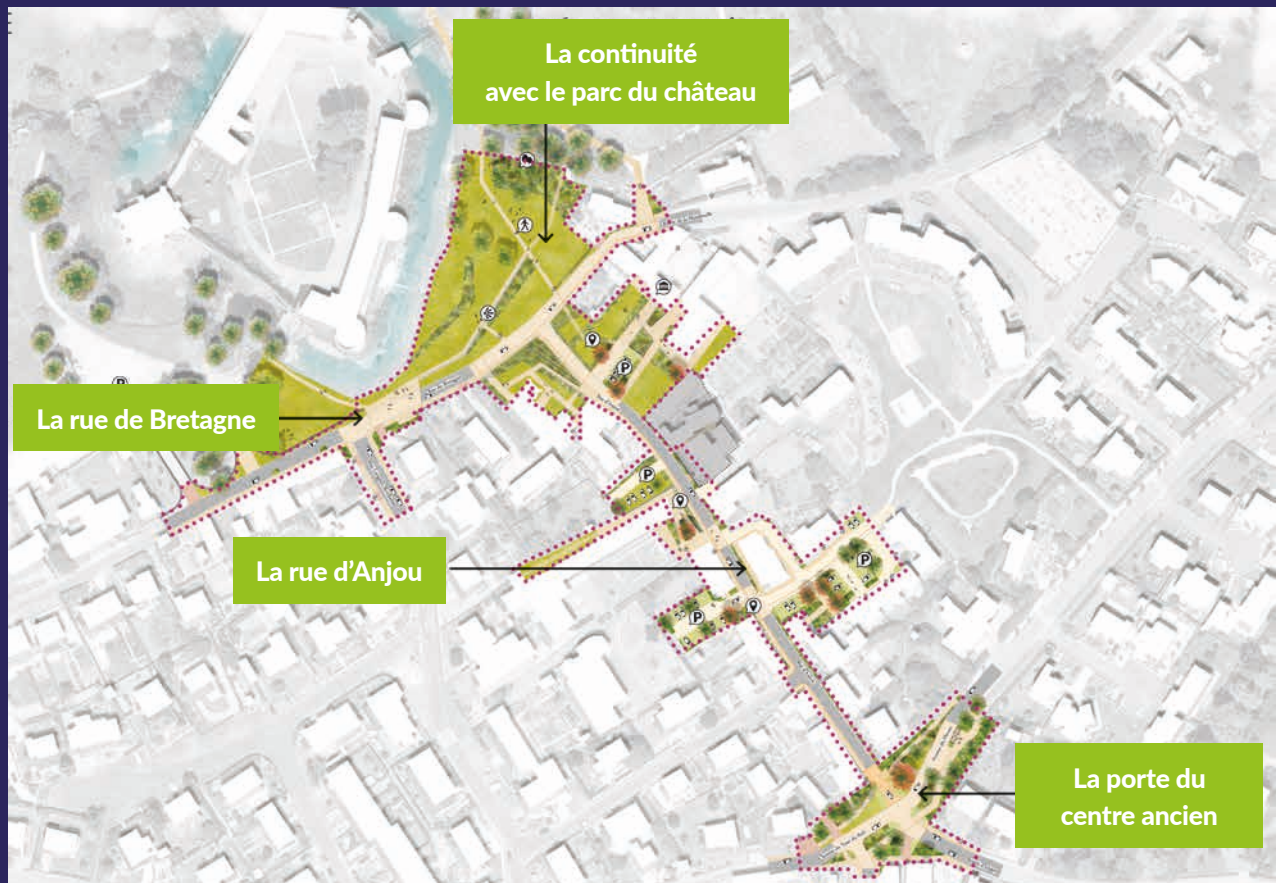 La continuité
avec le parc du château
P
La rue de Bretagne
P
P
La rue d'Anjou
P
P
La porte du
centre ancien